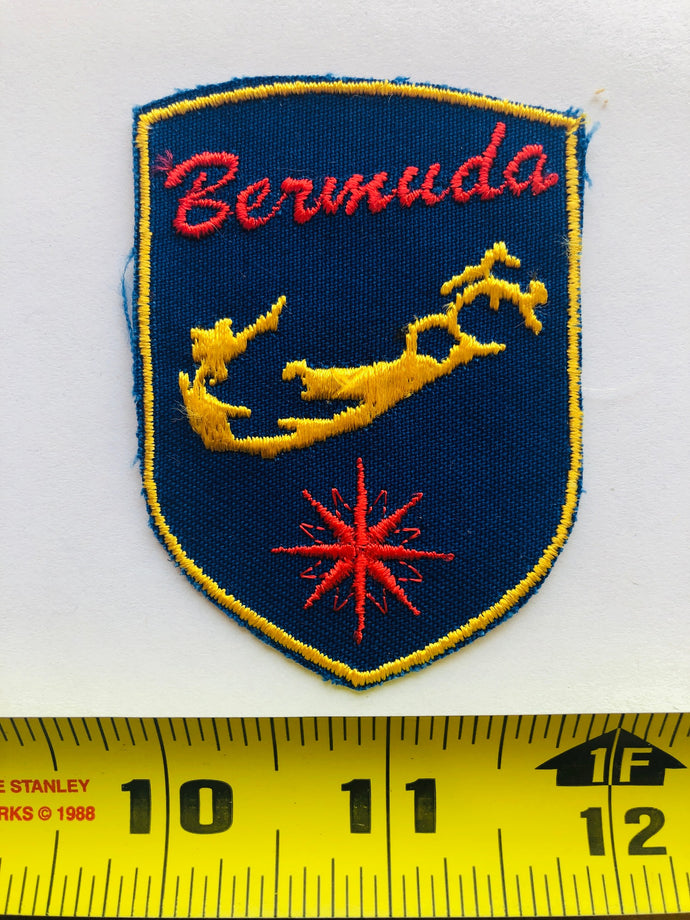 Bermuda
E STANLEY
RKS © 1988
10 11 1F
12